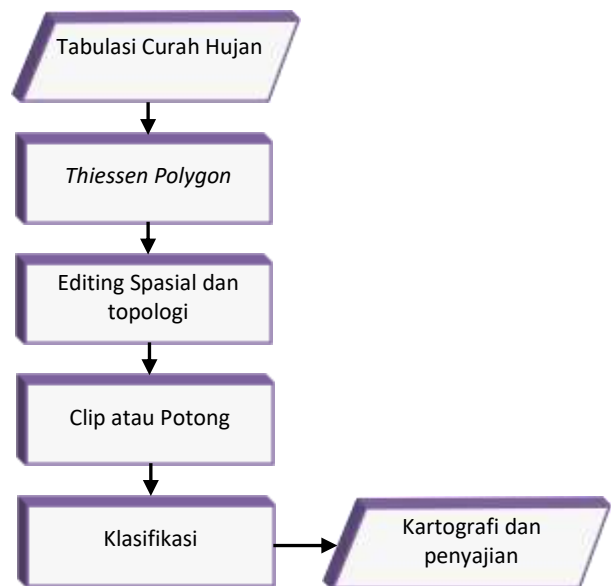 Tabulasi Curah Hujan
Thiessen Polygon
Editing Spasial dan
topologi
Clip atau Potong
Klasifikasi
Kartografi dan
penyajian